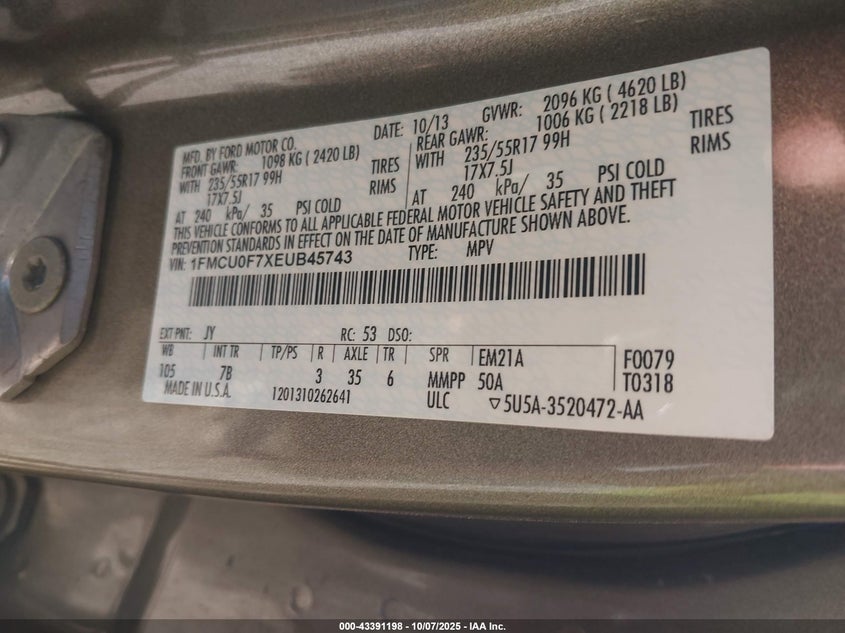 MFD. BY FORD MOTOR CO.
DATE: 10/13
GVWR: 2096 KG ( 4620 LB)
FRONT GAWR: 1098 KG ( 2420 LB)
REAR GAWR: 1006 KG ( 2218 LB)
WITH 235/55R17 99H TIRES
WITH 235/55R17 99H TIRES
17X7.5J RIMS
17X7.5J RIMS
AT 240 kPa/ 35 PSI COLD
AT 240 kPa/ 35 PSI COLD
THIS VEHICLE CONFORMS TO ALL APPLICABLE FEDERAL MOTOR VEHICLE SAFETY AND THEFT
PREVENTION STANDARDS IN EFFECT ON THE DATE OF MANUFACTURE SHOWN ABOVE.
VIN: 1FMCU0F7XEUB45743
TYPE: MPV
EXT PNT: JY RC: 53 DSO:
WB INT TR TP/PS R AXLE TR SPR EM21A F0079
105 7B 3 35 6 MMPP 50A T0318
MADE IN U.S.A. 1201310262641 ULC ▽5U5A-3520472-AA
000-43391198 - 10/07/2025 - IAA Inc.